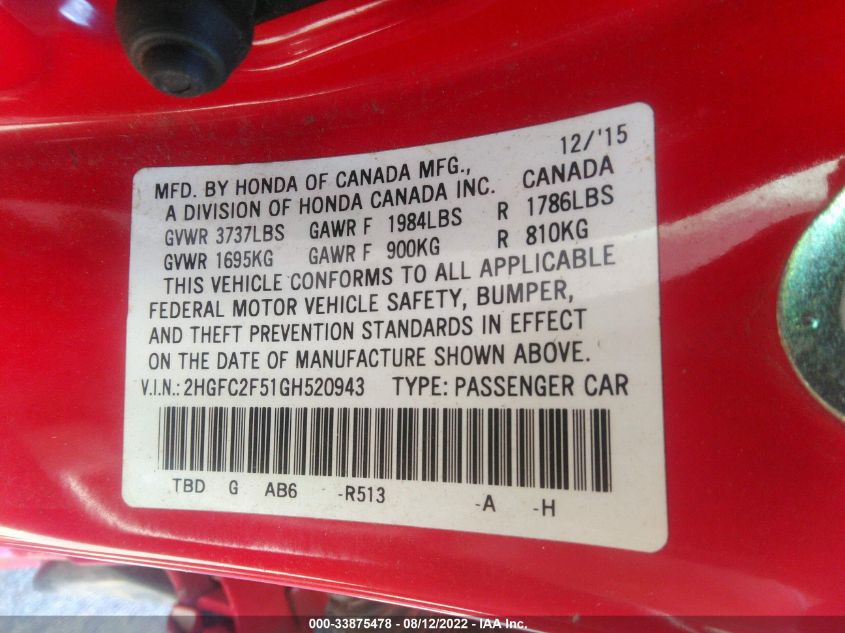 12/'15
MFD. BY HONDA OF CANADA MFG.,
A DIVISION OF HONDA CANADA INC. CANADA
GVWR 3737LBS GAWR F 1984LBS R 1786LBS
GVWR 1695KG GAWR F 900KG R 810KG
THIS VEHICLE CONFORMS TO ALL APPLICABLE
FEDERAL MOTOR VEHICLE SAFETY, BUMPER,
AND THEFT PREVENTION STANDARDS IN EFFECT
ON THE DATE OF MANUFACTURE SHOWN ABOVE.
V.I.N.: 2HGFC2F51GH520943 TYPE: PASSENGER CAR
TBD G AB6 -R513 -A -H
000-33875478 - 08/12/2022 - IAA Inc.